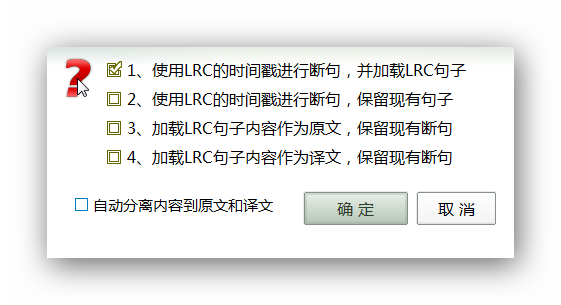 1、使用LRC的时间戳进行断句，并加载LRC句子
2、使用LRC的时间戳进行断句，保留现有句子
3、加载LRC句子内容作为原文，保留现有断句
4、加载LRC句子内容作为译文，保留现有断句
自动分离内容到原文和译文 确定 取消